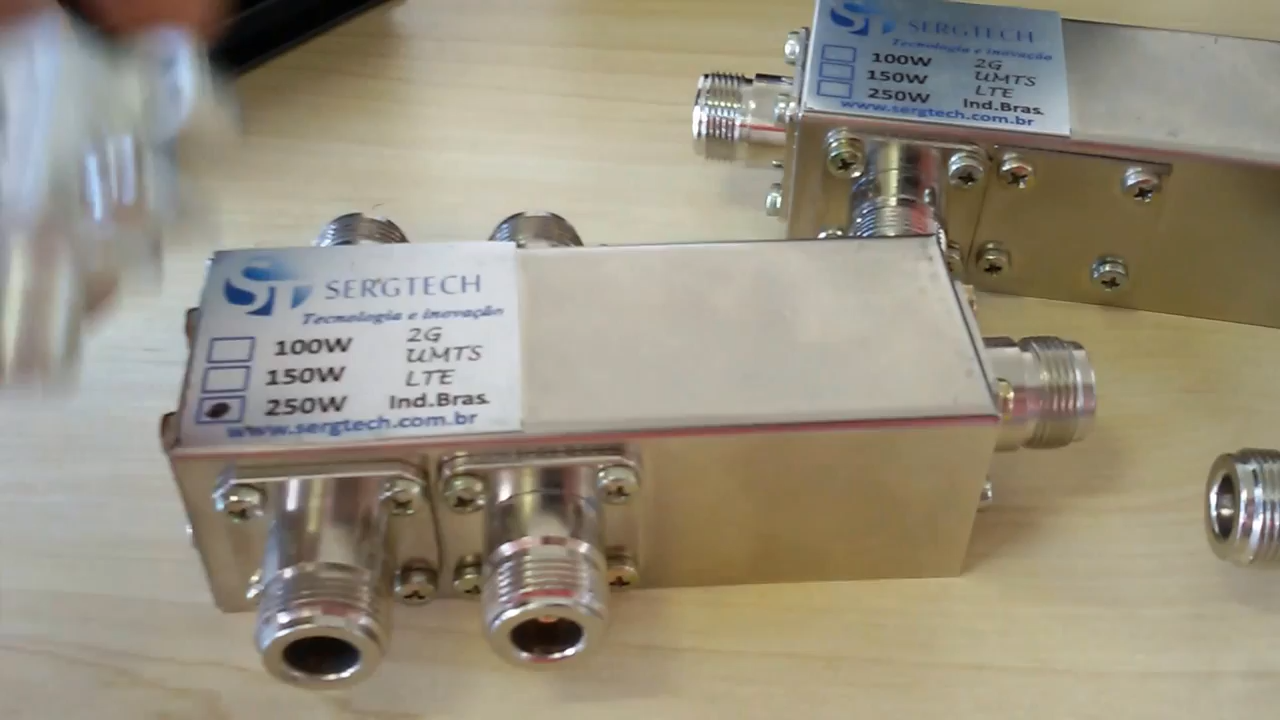 SERGTECH
Tecnologia e inovação
100W 2G
150W UMTS
250W LTE
Ind.Bras.
www.sergtech.com.br
ST SERGTECH
Tecnologia e inovação
100W 2G
UMTS
150W LTE
250W Ind.Bras.
www.sergtech.com.br